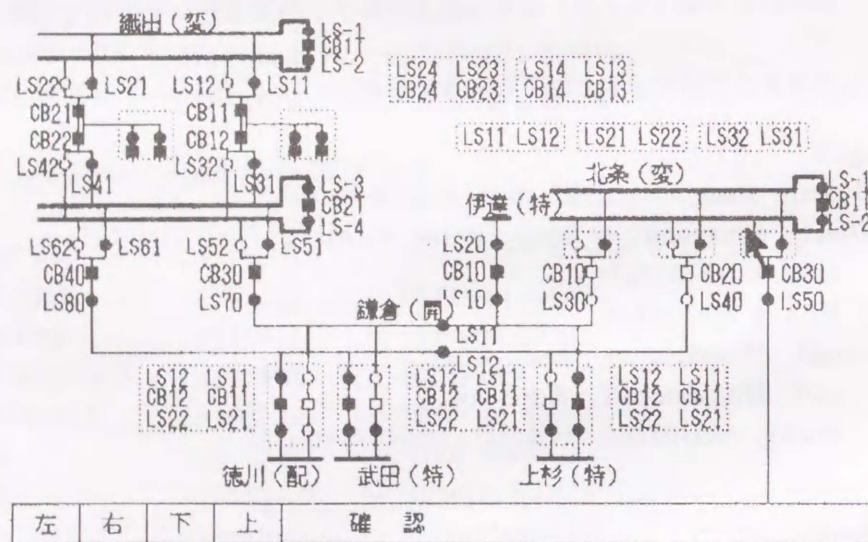 織田(変)
LS-1
CB11
LS-2
LS22 LS21 LS12 LS11
CB21 CB11
CB22 CB12
LS42 LS41 LS32 LS31
LS-3
CB21
LS-4
LS62 LS61 LS52 LS51
CB40 CB30
LS80 LS70
LS24 LS23 LS14 LS13
CB24 CB23 CB14 CB13
LS11 LS12 LS21 LS22 LS32 LS31
北条(変)
LS-1
CB11
LS-2
伊達(特)
LS20
CB10 CB10 CB20 CB30
LS10 LS30 LS40 LS50
鎌倉(開)
LS11
LS12
LS12 LS11 LS12 LS11 LS12 LS11
CB12 CB11 CB12 CB11 CB12 CB11
LS22 LS21 LS22 LS21 LS22 LS21
徳川(配) 武田(特) 上杉(特)
左 右 下 上 確認